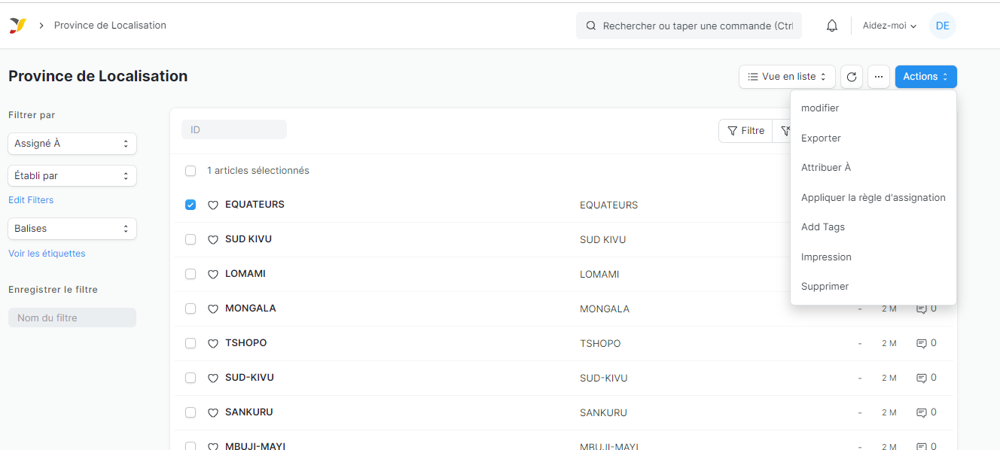 Province de Localisation
Rechercher ou taper une commande (Ctrl
Aidez-moi
DE
Province de Localisation
Vue en liste
...
Actions
Filtrer par
Assigné À
Établi par
Edit Filters
Balises
Voir les étiquettes
Enregistrer le filtre
Nom du filtre
ID
Filtre
modifier
Exporter
Attribuer À
Appliquer la règle d'assignation
Add Tags
Impression
Supprimer
1 articles sélectionnés
EQUATEURS EQUATEURS
SUD KIVU SUD KIVU
LOMAMI LOMAMI
MONGALA MONGALA - 2 M 0
TSHOPO TSHOPO - 2 M 0
SUD-KIVU SUD-KIVU - 2 M 0
SANKURU SANKURU - 2 M 0
MBUJI-MAYI MBUJI-MAYI - 2 M 0